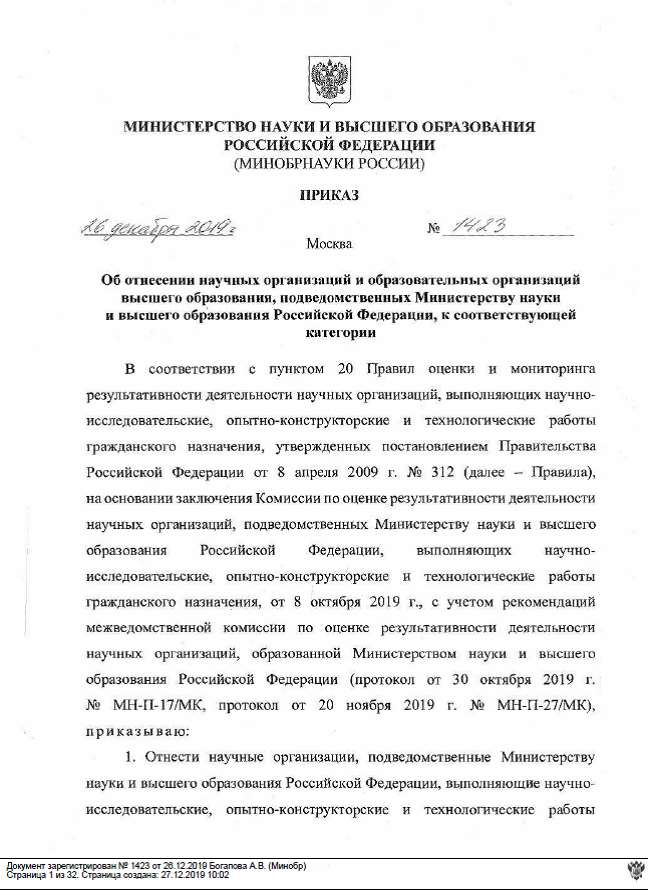 МИНИСТЕРСТВО НАУКИ И ВЫСШЕГО ОБРАЗОВАНИЯ
РОССИЙСКОЙ ФЕДЕРАЦИИ
(МИНОБРНАУКИ РОССИИ)
ПРИКАЗ
26 декабря 2019 г. № 1423
Москва
Об отнесении научных организаций и образовательных организаций
высшего образования, подведомственных Министерству науки
и высшего образования Российской Федерации, к соответствующей
категории
В соответствии с пунктом 20 Правил оценки и мониторинга
результативности деятельности научных организаций, выполняющих научно-
исследовательские, опытно-конструкторские и технологические работы
гражданского назначения, утвержденных постановлением Правительства
Российской Федерации от 8 апреля 2009 г. № 312 (далее – Правила),
на основании заключения Комиссии по оценке результативности деятельности
научных организаций, подведомственных Министерству науки и высшего
образования Российской Федерации, выполняющих научно-
исследовательские, опытно-конструкторские и технологические работы
гражданского назначения, от 8 октября 2019 г., с учетом рекомендаций
межведомственной комиссии по оценке результативности деятельности
научных организаций, образованной Министерством науки и высшего
образования Российской Федерации (протокол от 30 октября 2019 г.
№ МН-П-17/МК, протокол от 20 ноября 2019 г. № МН-П-27/МК),
приказываю:
1. Отнести научные организации, подведомственные Министерству
науки и высшего образования Российской Федерации, выполняющие научно-
исследовательские, опытно-конструкторские и технологические работы
Документ зарегистрирован № 1423 от 26.12.2019 Богапова А.В. (Минобр)
Страница 1 из 32. Страница создана: 27.12.2019 10:02